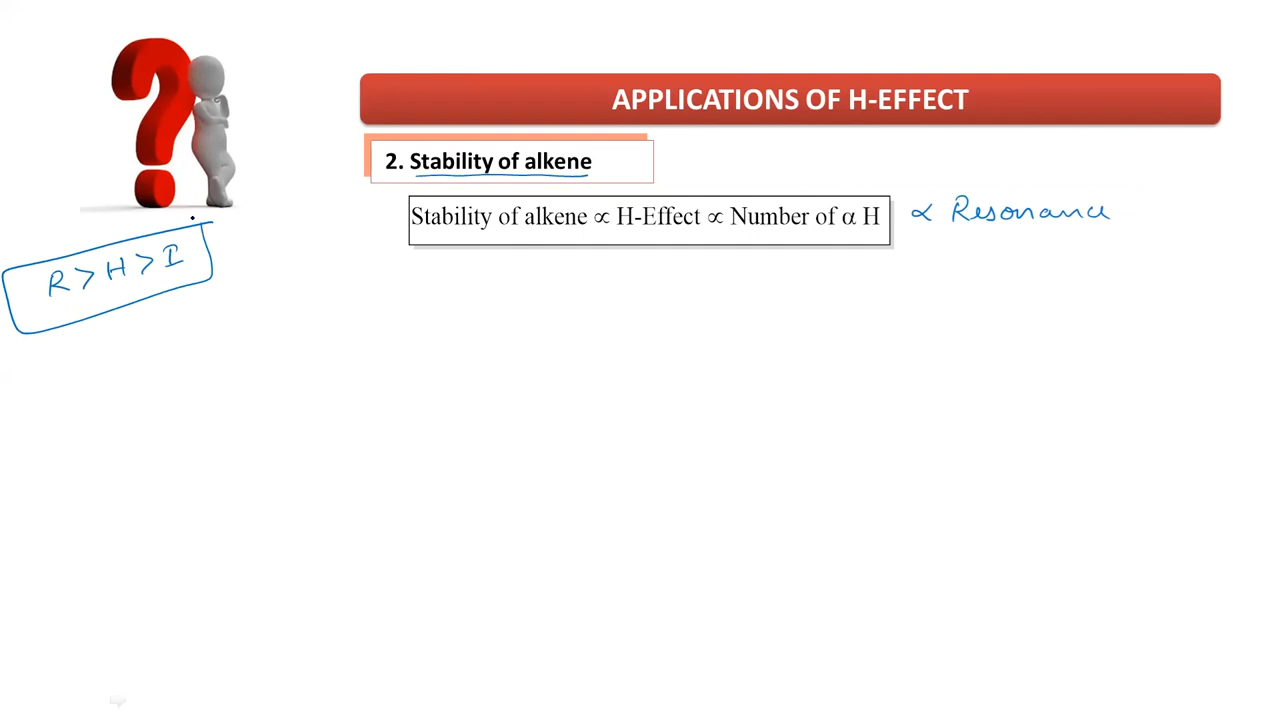 APPLICATIONS OF H-EFFECT
2. Stability of alkene
Stability of alkene ∝ H-Effect ∝ Number of α H ∝ Resonance
R > H > I